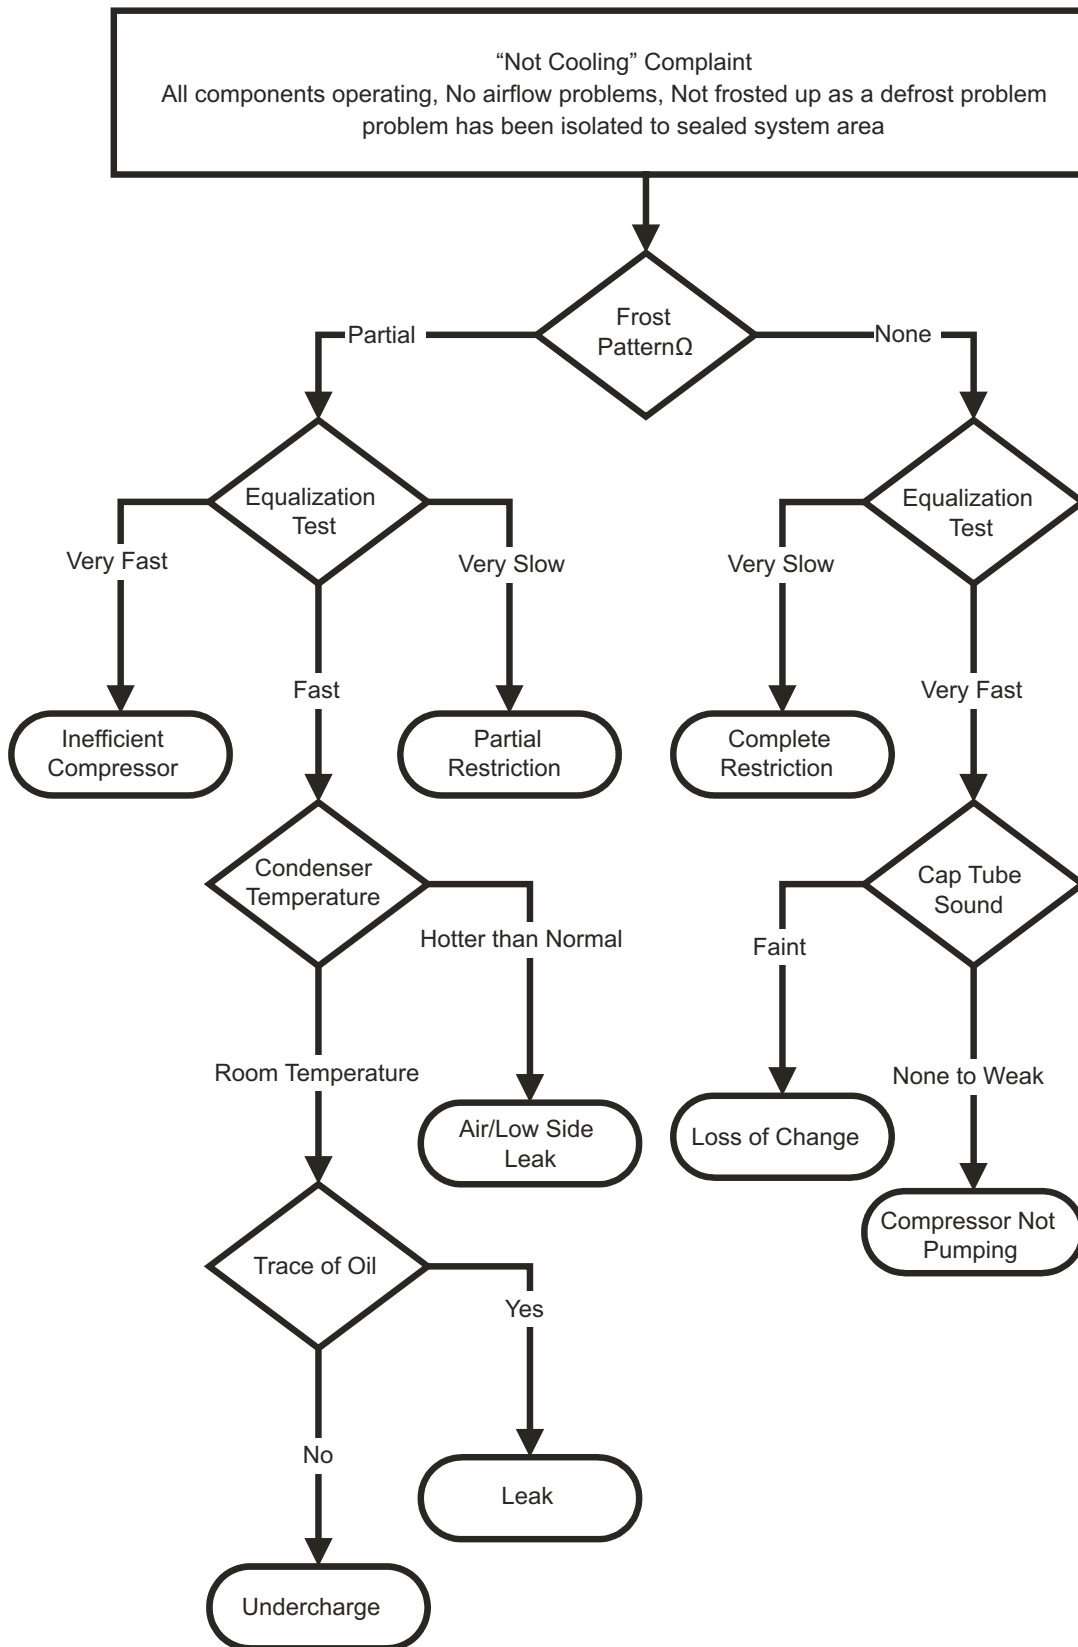 “Not Cooling” Complaint
All components operating, No airflow problems, Not frosted up as a defrost problem
problem has been isolated to sealed system area
Frost
PatternΩ
Partial
None
Equalization
Test
Equalization
Test
Very Fast
Very Slow
Very Slow
Fast
Very Fast
Inefficient
Compressor
Partial
Restriction
Complete
Restriction
Condenser
Temperature
Cap Tube
Sound
Hotter than Normal
Faint
Room Temperature
None to Weak
Air/Low Side
Leak
Loss of Change
Compressor Not
Pumping
Trace of Oil
Yes
No
Leak
Undercharge